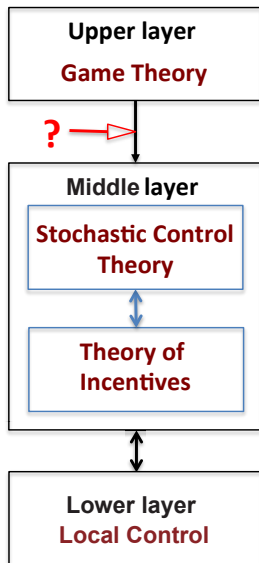 Upper layer
Game Theory
?
Middle layer
Stochastic Control
Theory
Theory of
Incentives
Lower layer
Local Control